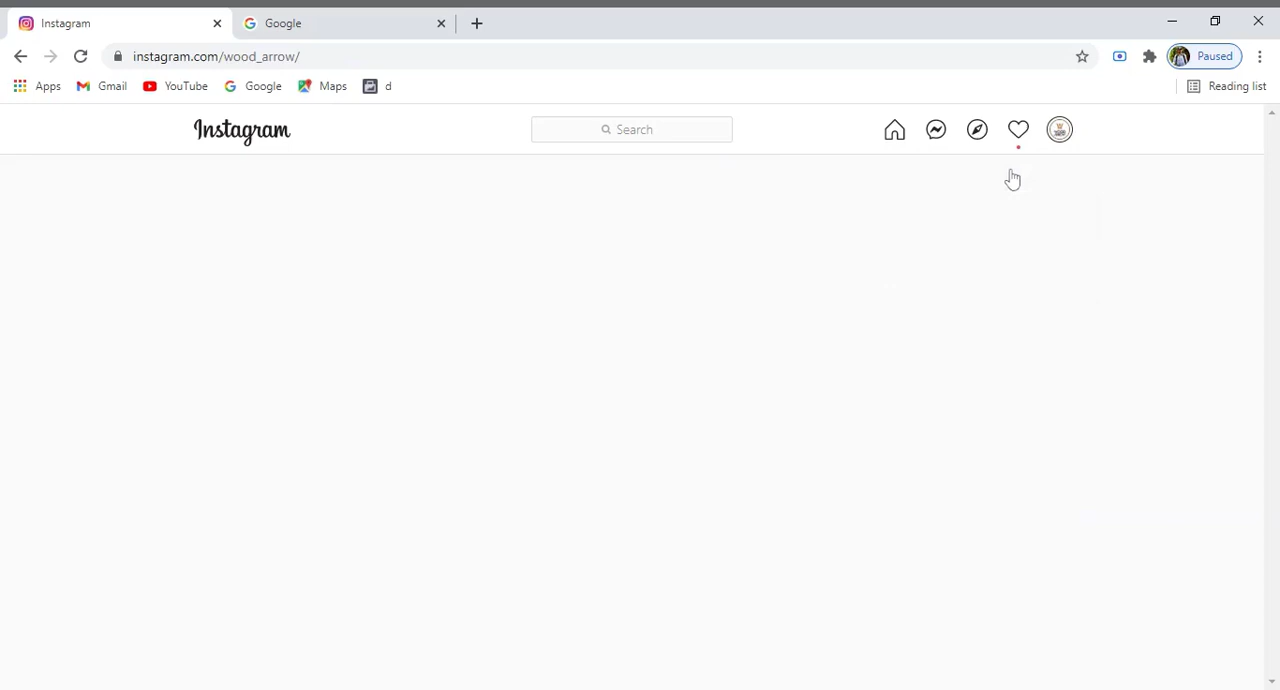 Instagram
Google
instagram.com/wood_arrow/
Paused
Apps
Gmail
YouTube
Google
Maps
d
Reading list
Instagram
Search